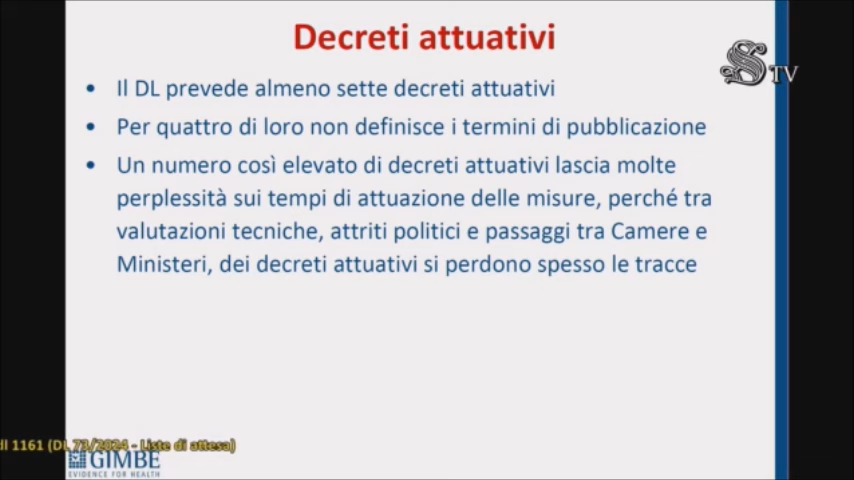 Decreti attuativi
STV
• Il DL prevede almeno sette decreti attuativi
• Per quattro di loro non definisce i termini di pubblicazione
• Un numero così elevato di decreti attuativi lascia molte
perplessità sui tempi di attuazione delle misure, perché tra
valutazioni tecniche, attriti politici e passaggi tra Camere e
Ministeri, dei decreti attuativi si perdono spesso le tracce
dl 1161 (DL 73/2024 - Liste di attesa)
GIMBE
EVIDENCE FOR HEALTH